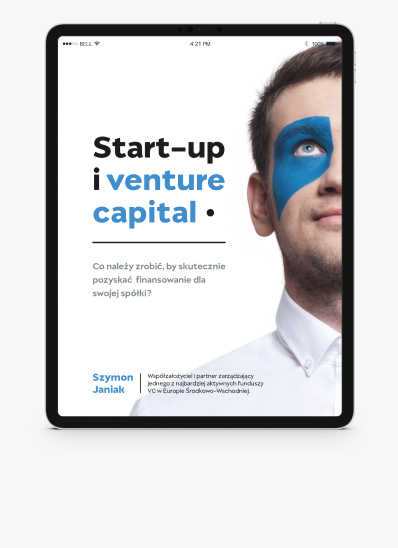 BELL
4:21 PM
100%
Start-up
i venture
capital •
Co należy zrobić, by skutecznie
pozyskać finansowanie dla
swojej spółki?
Szymon
Janiak
Współzałożyciel i partner zarządzający
jednego z najbardziej aktywnych funduszy
VC w Europie Środkowo-Wschodniej.